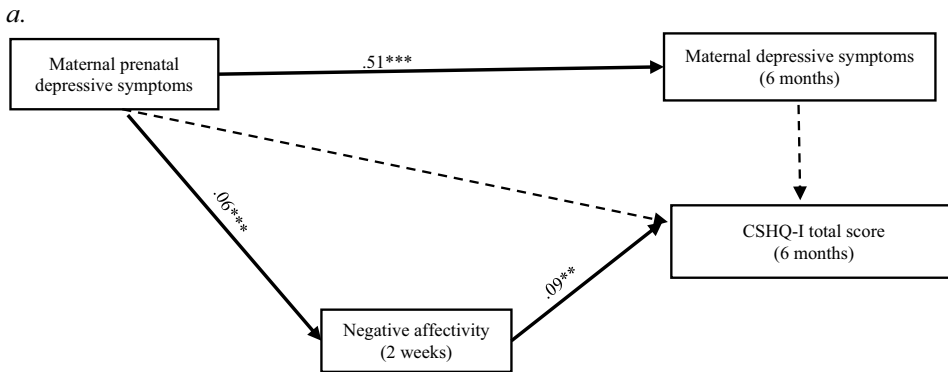 a.
Maternal prenatal
depressive symptoms
.51***
Maternal depressive symptoms
(6 months)
.06***
.09**
CSHQ-I total score
(6 months)
Negative affectivity
(2 weeks)